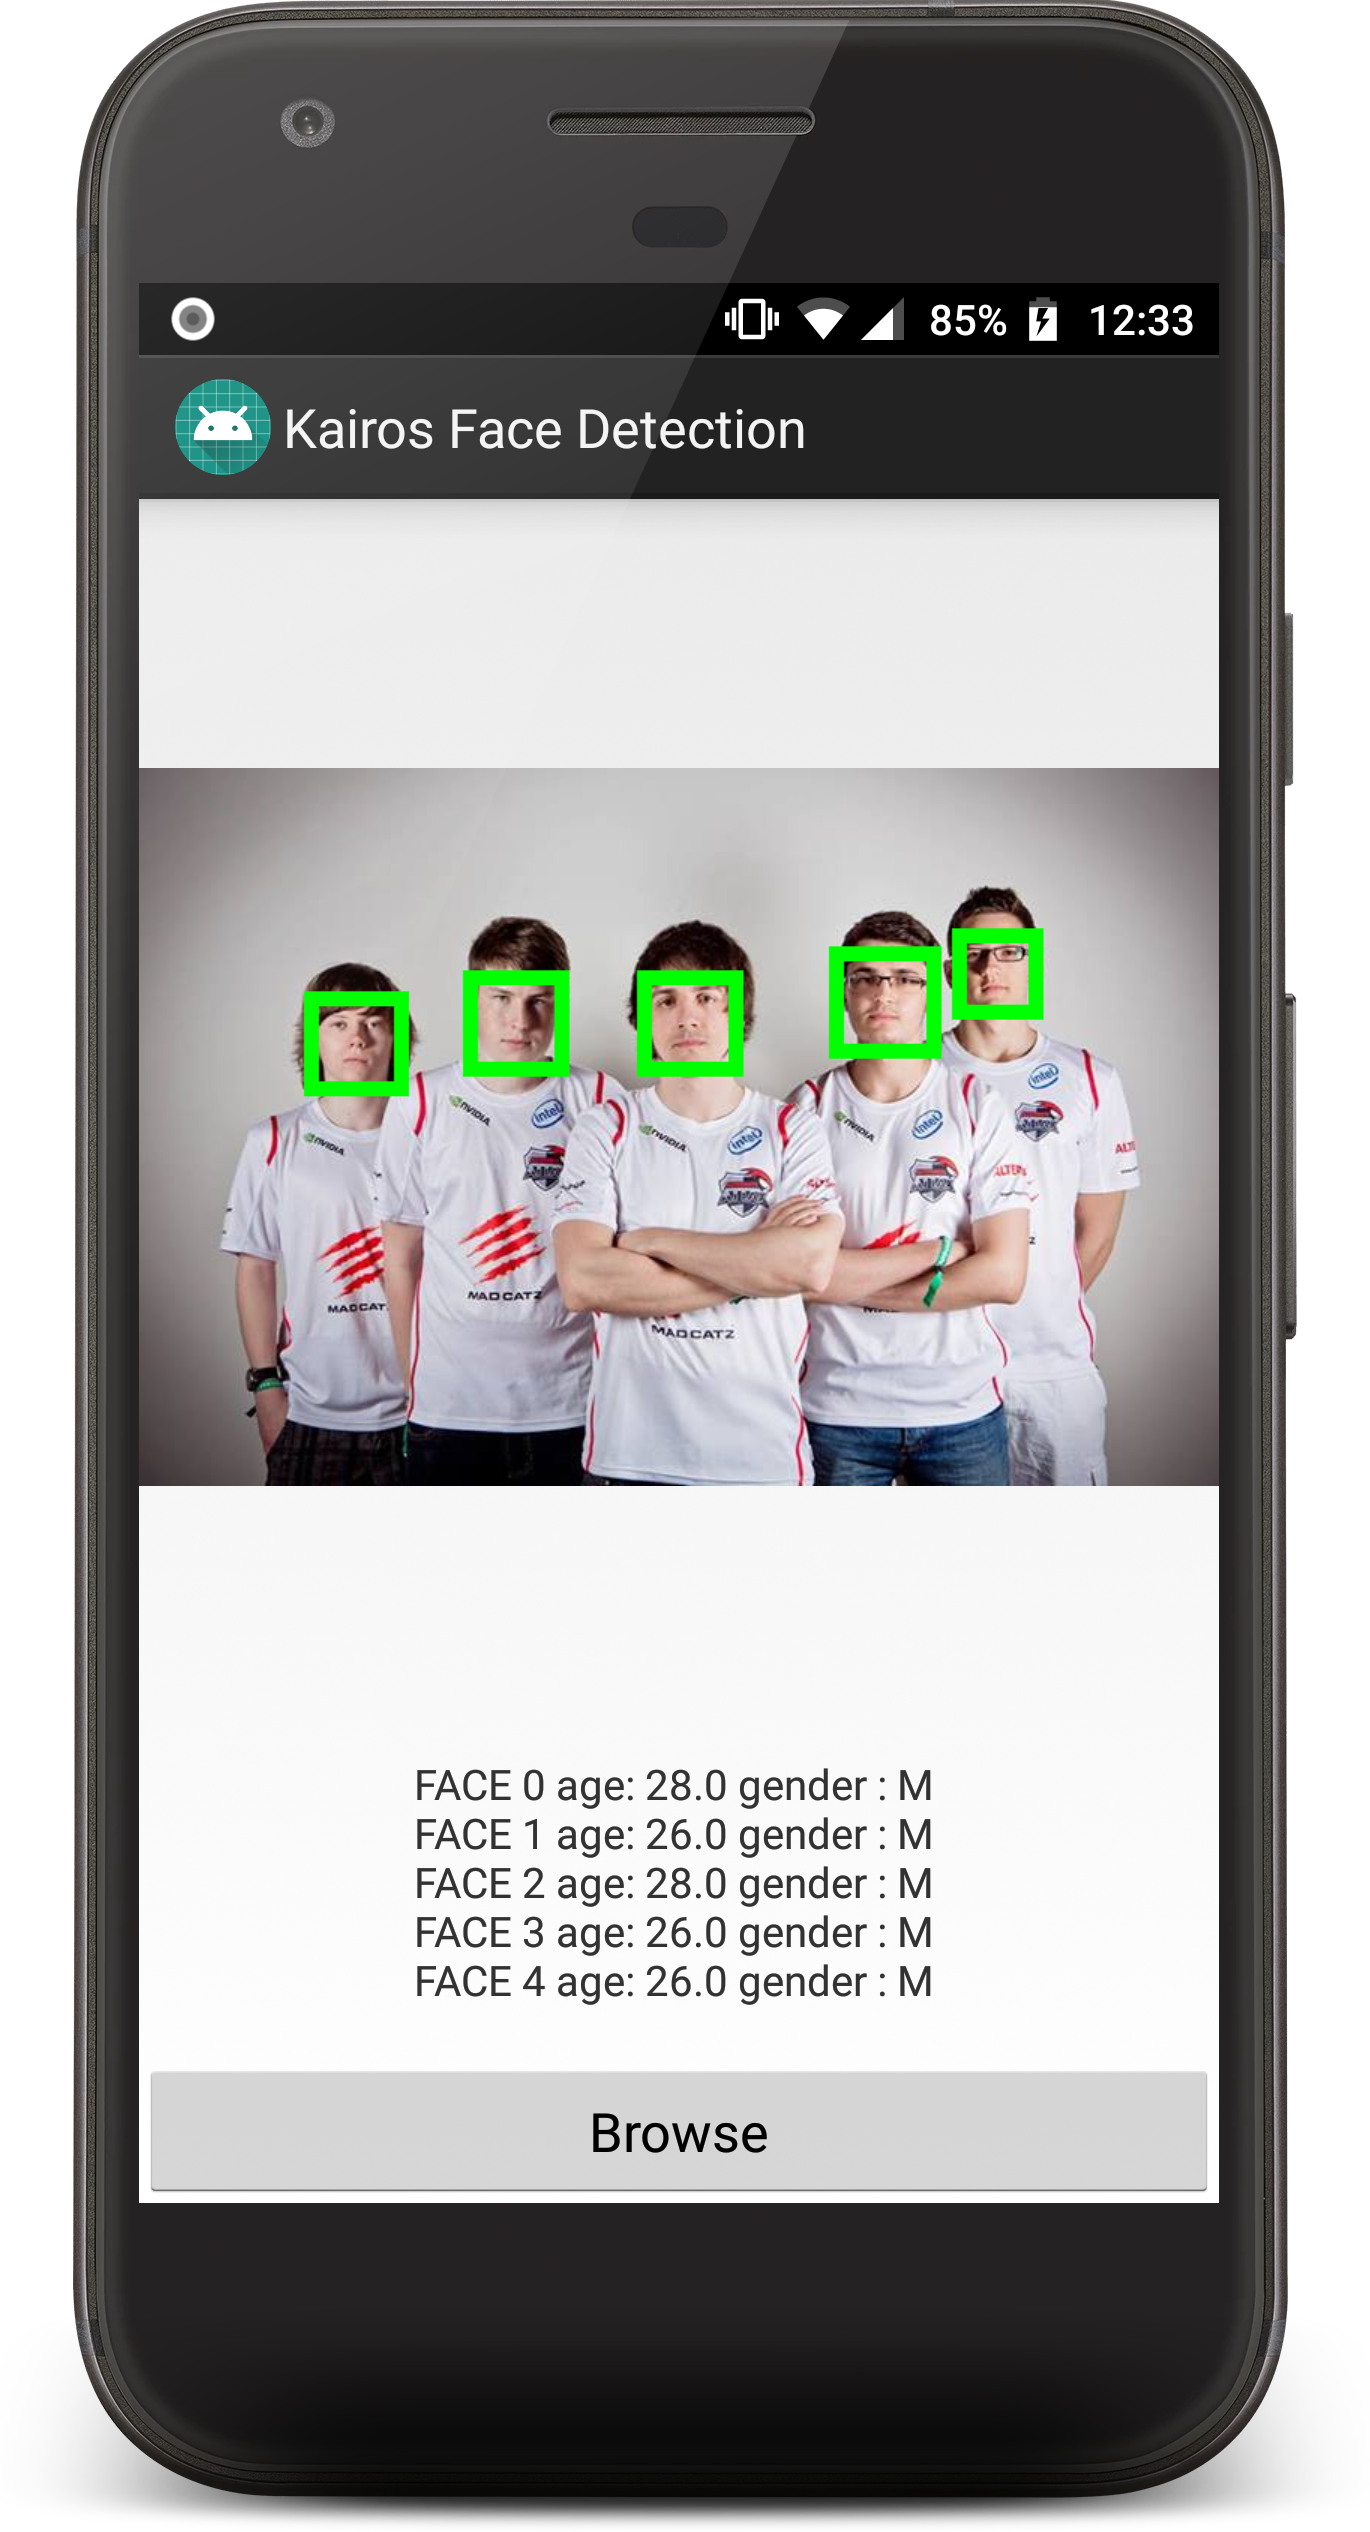 85% 12:33
Kairos Face Detection
NVIDIA intel
NVIDIA intel
NVIDIA intel
NVIDIA intel
intel
MADCATZ
MADCATZ
FACE 0 age: 28.0 gender : M
FACE 1 age: 26.0 gender : M
FACE 2 age: 28.0 gender : M
FACE 3 age: 26.0 gender : M
FACE 4 age: 26.0 gender : M
Browse